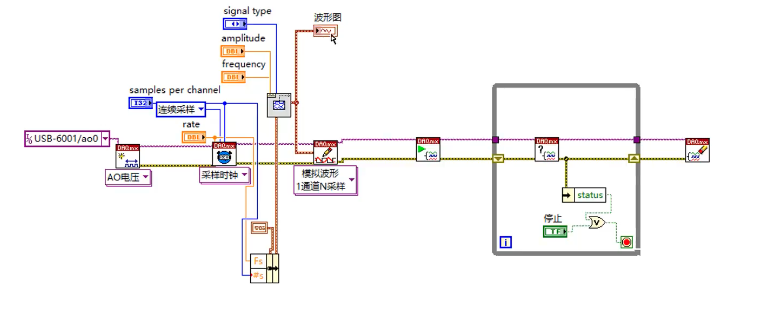 signal type
波形图
amplitude
DBL
frequency
DBL
samples per channel
I32
连续采样
rate
DBL
USB-6001/ao0
DAQmx
DAQmx
DAQmx
DAQmx
DAQmx
DAQmx
AO电压
采样时钟
模拟波形
1通道N采样
status
停止
TF
V
i
Fs
#s